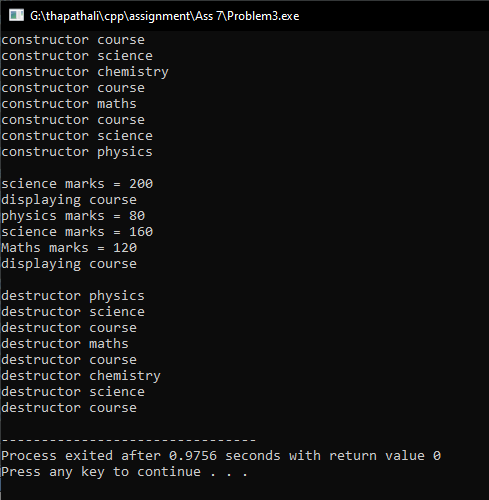 G:\thapathali\cpp\assignment\Ass 7\Problem3.exe
constructor course
constructor science
constructor chemistry
constructor course
constructor maths
constructor course
constructor science
constructor physics
science marks = 200
displaying course
physics marks = 80
science marks = 160
Maths marks = 120
displaying course
destructor physics
destructor science
destructor course
destructor maths
destructor course
destructor chemistry
destructor science
destructor course
--------------------------------
Process exited after 0.9756 seconds with return value 0
Press any key to continue . . .